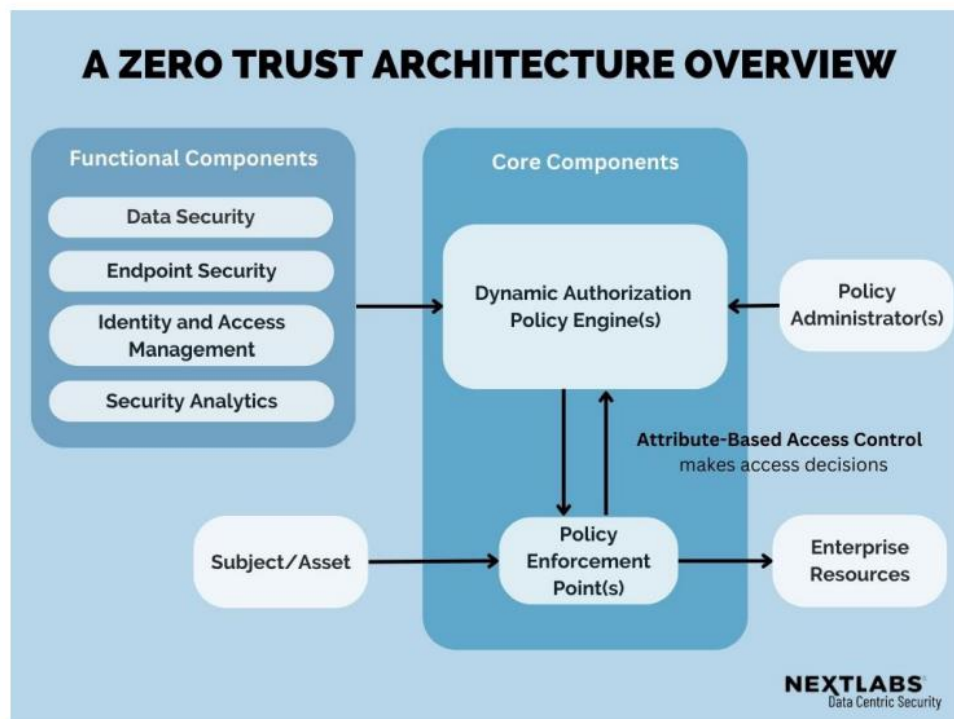 A ZERO TRUST ARCHITECTURE OVERVIEW
Functional Components
Data Security
Endpoint Security
Identity and Access
Management
Security Analytics
Core Components
Dynamic Authorization
Policy Engine(s)
Policy
Administrator(s)
Attribute-Based Access Control
makes access decisions
Subject/Asset
Policy
Enforcement
Point(s)
Enterprise
Resources
NEXTLABS
Data Centric Security